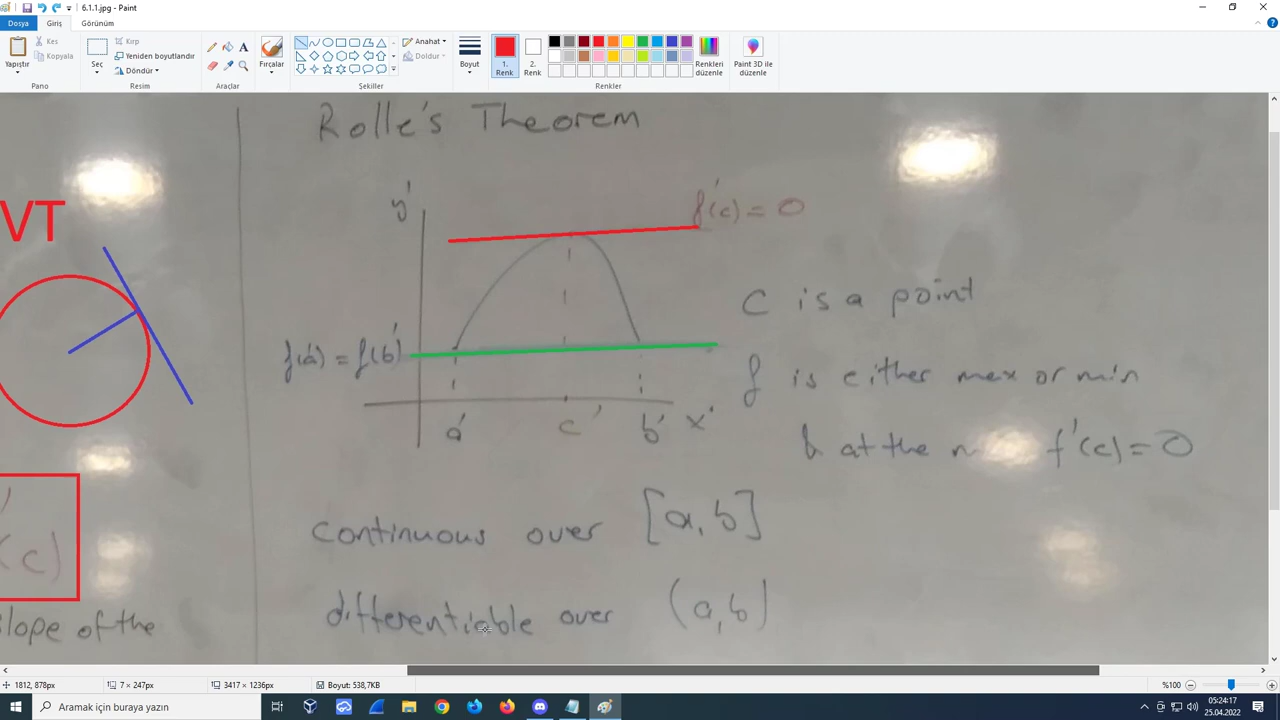 6.1.1.jpg - Paint
Dosya Giriş Görünüm
Yapıştır
Kes
Kopyala
Pano
Seç
Kırp
Yeniden boyutlandır
Döndür
Resim
Araçlar
Fırçalar
Anahat
Doldur
Şekiller
Boyut
1. Renk
2. Renk
Renkleri düzenle
Renkler
Paint 3D ile düzenle
Rolle's Theorem
VT
y'
f'(c) = 0
f(a') = f(b')
a' c' b' x'
C is a point
f is either max or min
& at the f'(c) = 0
continuous over [a, b]
differentiable over (a, b)
(c)
slope of the
1812, 878px
7 × 247px
3417 × 1236px
Boyut: 538,7KB
%100
Aramak için buraya yazın
05:24:17
25.04.2022